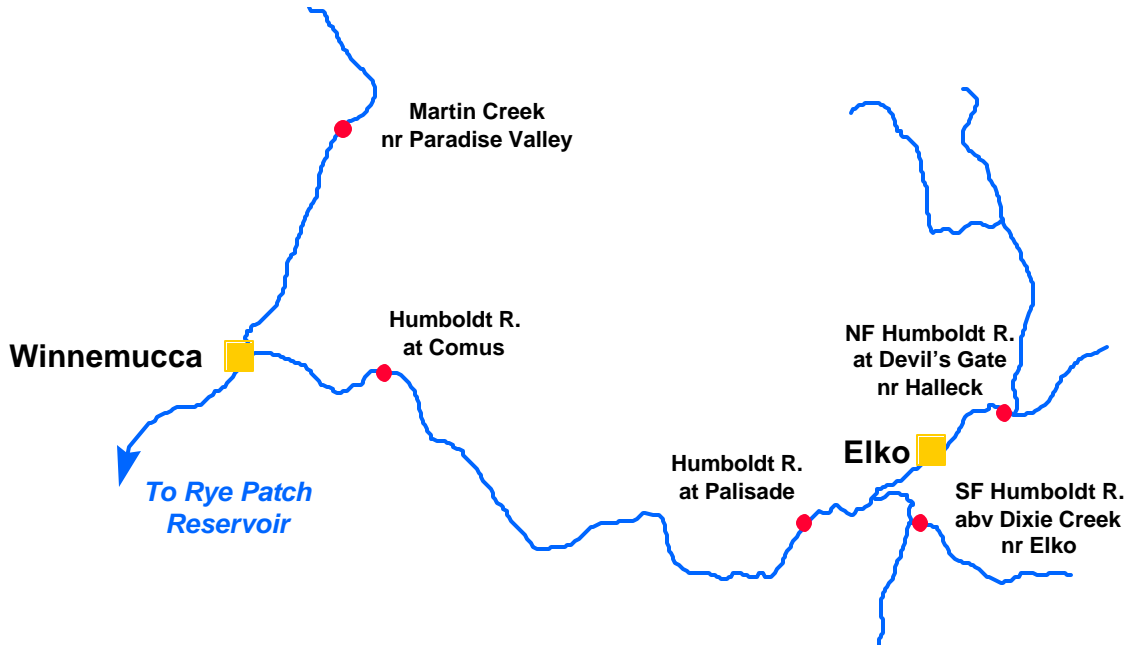 Martin Creek
nr Paradise Valley
Humboldt R.
at Comus
Winnemucca
NF Humboldt R.
at Devil's Gate
nr Halleck
Elko
Humboldt R.
at Palisade
SF Humboldt R.
abv Dixie Creek
nr Elko
To Rye Patch
Reservoir